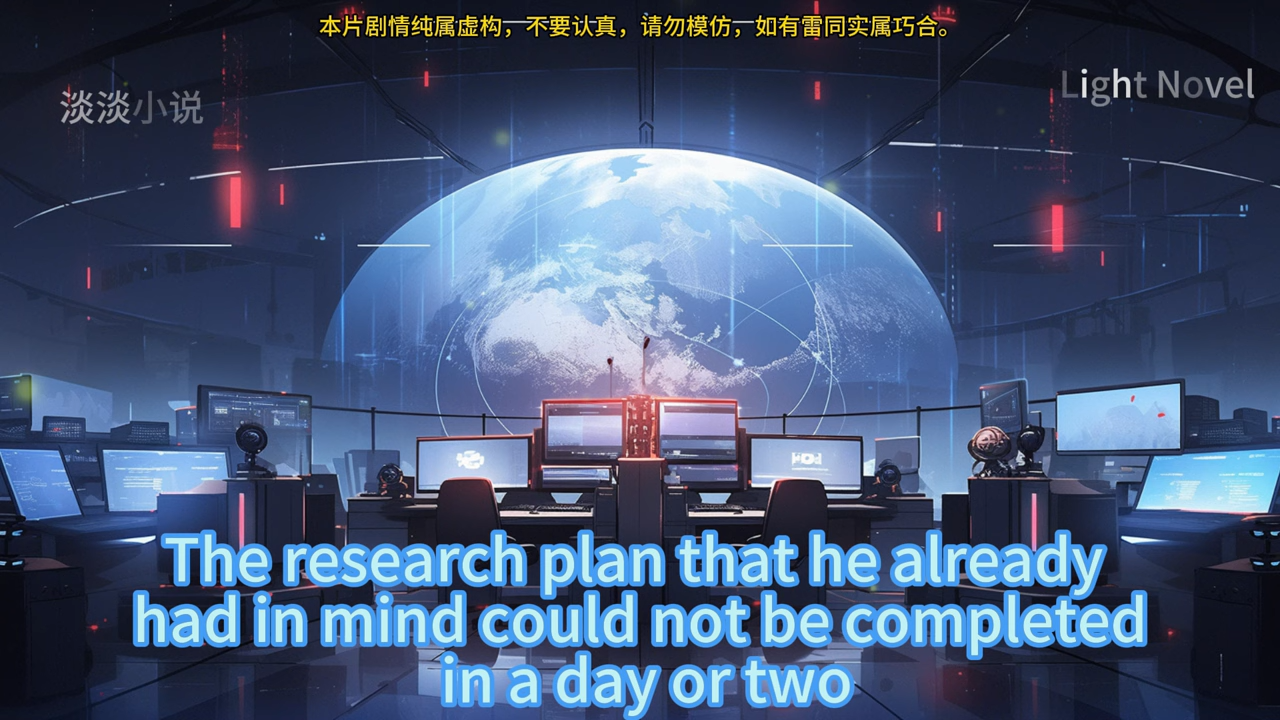 本片剧情纯属虚构，不要认真，请勿模仿，如有雷同实属巧合。
淡淡小说
Light Novel
The research plan that he already
had in mind could not be completed
in a day or two